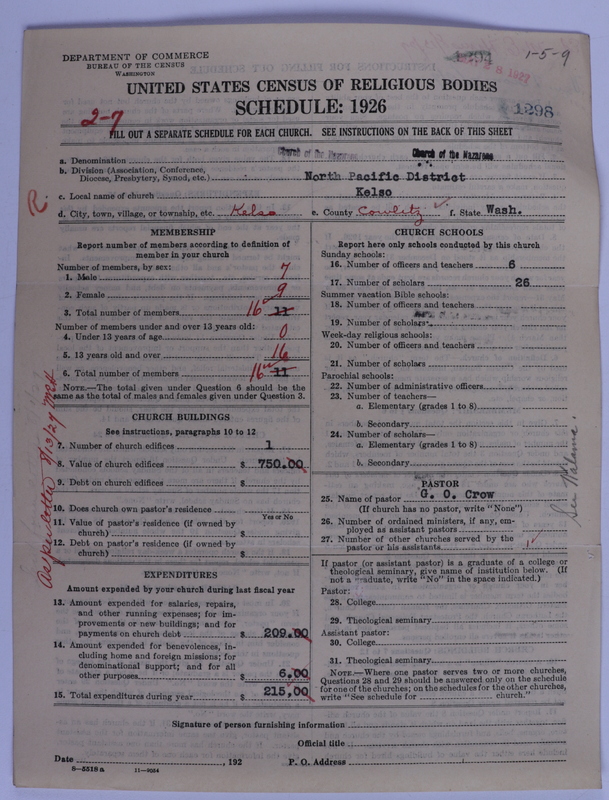 DEPARTMENT OF COMMERCE
BUREAU OF THE CENSUS
WASHINGTON
1294
1-5-9
UNITED STATES CENSUS OF RELIGIOUS BODIES
SCHEDULE: 1926
1298
2-7
FILL OUT A SEPARATE SCHEDULE FOR EACH CHURCH. SEE INSTRUCTIONS ON THE BACK OF THIS SHEET
a. Denomination Church of the Nazarene Church of the Nazarene
b. Division (Association, Conference,
Diocese, Presbytery, Synod, etc.) North Pacific District
c. Local name of church Kelso
R.
d. City, town, village, or township, etc. Kelso e. County Cowlitz f. State Wash.
MEMBERSHIP
Report number of members according to definition of
member in your church
Number of members, by sex:
1. Male 7
2. Female 9
3. Total number of members 16 11
Number of members under and over 13 years old:
4. Under 13 years of age 0
5. 13 years old and over 16
6. Total number of members 16 11
NOTE.—The total given under Question 6 should be the
same as the total of males and females given under Question 3.
CHURCH BUILDINGS
See instructions, paragraphs 10 to 12
7. Number of church edifices 1
8. Value of church edifices $ 750.00
9. Debt on church edifices $
10. Does church own pastor's residence
Yes or No
11. Value of pastor's residence (if owned by
church) $
12. Debt on pastor's residence (if owned by
church) $
EXPENDITURES
Amount expended by your church during last fiscal year
13. Amount expended for salaries, repairs,
and other running expenses; for im-
provements or new buildings; and for
payments on church debt $ 209.00
14. Amount expended for benevolences, in-
cluding home and foreign missions; for
denominational support; and for all
other purposes $ 6.00
15. Total expenditures during year $ 215.00
As per letter
CHURCH SCHOOLS
Report here only schools conducted by this church
Sunday schools:
16. Number of officers and teachers 6
17. Number of scholars 26
Summer vacation Bible schools:
18. Number of officers and teachers
19. Number of scholars
Week-day religious schools:
20. Number of officers and teachers
21. Number of scholars
Parochial schools:
22. Number of administrative officers
23. Number of teachers—
a. Elementary (grades 1 to 8)
b. Secondary
24. Number of scholars—
a. Elementary (grades 1 to 8)
b. Secondary
PASTOR
25. Name of pastor G. O. Crow
(If church has no pastor, write "None")
26. Number of ordained ministers, if any, em-
ployed as assistant pastors
27. Number of other churches served by the
pastor or his assistants
If pastor (or assistant pastor) is a graduate of a college or
theological seminary, give name of institution below. (If
not a graduate, write "No" in the space indicated.)
Pastor:
28. College
29. Theological seminary
Assistant pastor:
30. College
31. Theological seminary
NOTE.—Where one pastor serves two or more churches,
Questions 28 and 29 should be answered only on the schedule
for one of the churches; on the schedules for the other churches,
write "See schedule for church."
Signature of person furnishing information
Official title
Date , 192 P. O. Address
8—5518a 11—9054